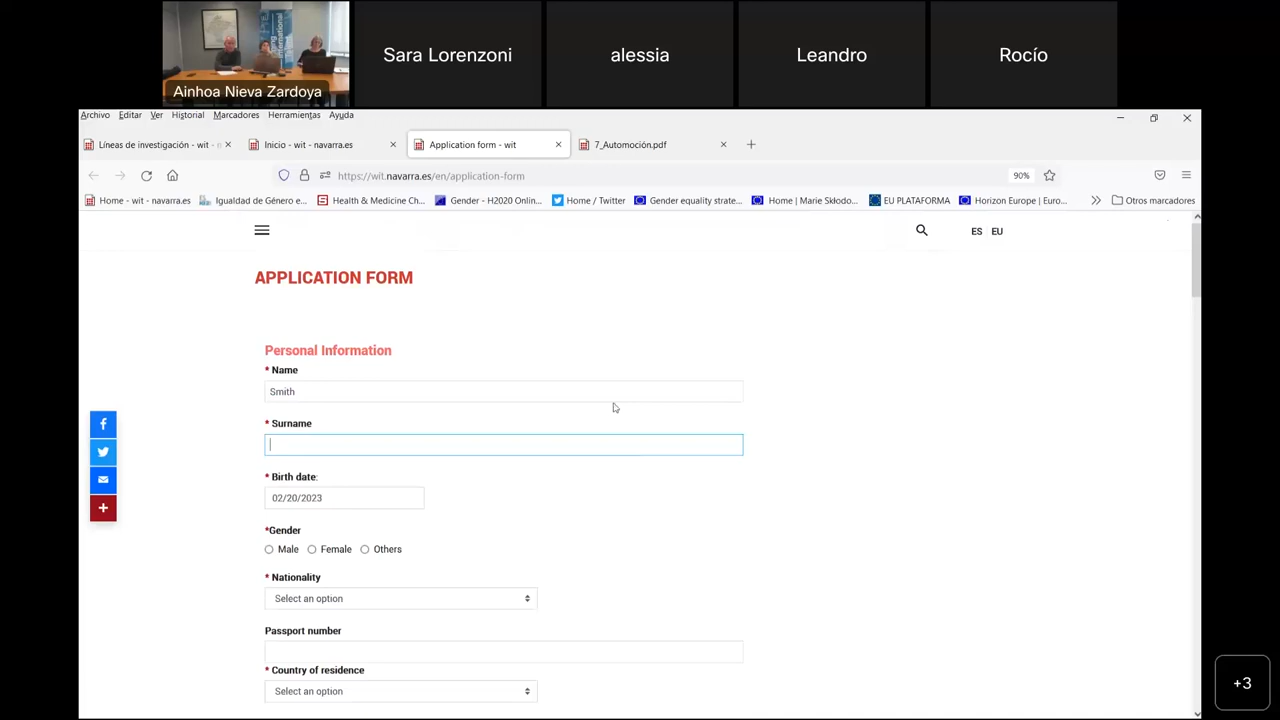 Sara Lorenzoni
alessia
Leandro
Rocío
Ainhoa Nieva Zardoya
Archivo Editar Ver Historial Marcadores Herramientas Ayuda
Líneas de investigación - wit - n
Inicio - wit - navarra.es
Application form - wit
7_Automoción.pdf
https://wit.navarra.es/en/application-form
90%
Home - wit - navarra.es
Igualdad de Género e...
Health & Medicine Ch...
Gender - H2020 Onlin...
Home / Twitter
Gender equality strate...
Home | Marie Skłodo...
EU PLATAFORMA
Horizon Europe | Euro...
Otros marcadores
ES EU
APPLICATION FORM
Personal Information
* Name
Smith
* Surname
* Birth date:
02/20/2023
*Gender
Male Female Others
* Nationality
Select an option
Passport number
* Country of residence
Select an option
+3